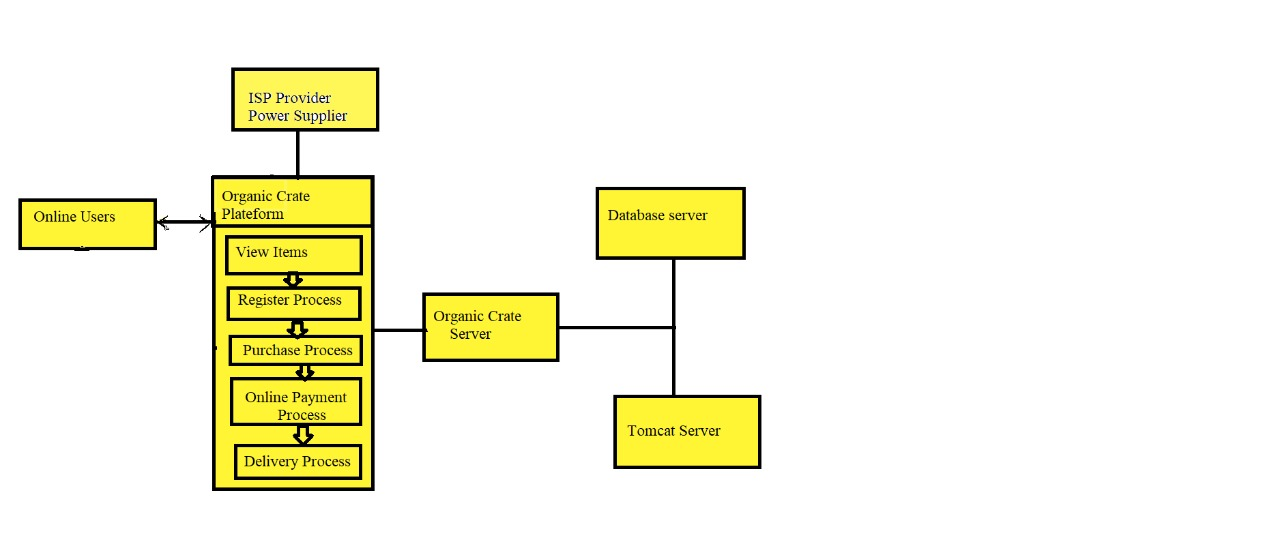 ISP Provider
Power Supplier
Organic Crate
Plateform
Online Users
View Items
Register Process
Purchase Process
Online Payment
Process
Delivery Process
Organic Crate
Server
Database server
Tomcat Server